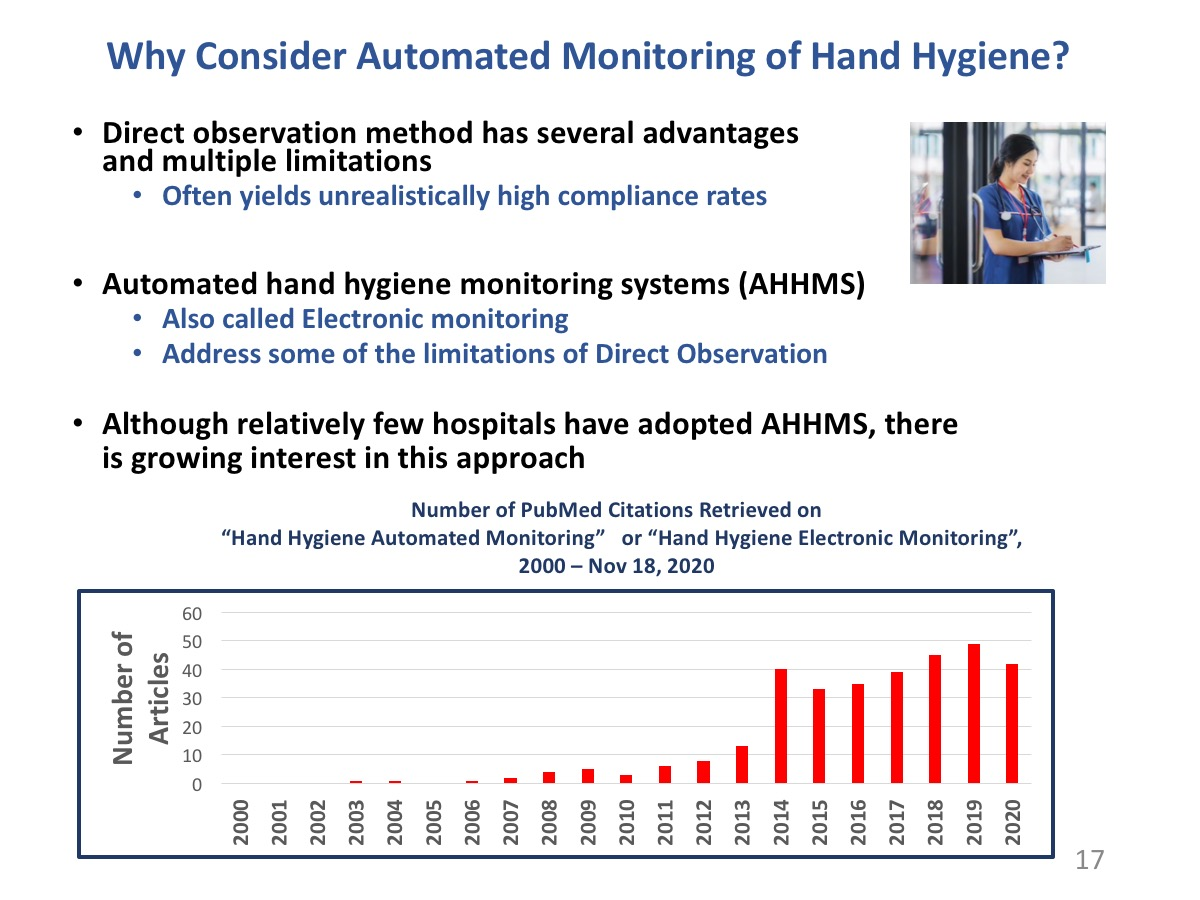 Why Consider Automated Monitoring of Hand Hygiene?
• Direct observation method has several advantages
and multiple limitations
• Often yields unrealistically high compliance rates
• Automated hand hygiene monitoring systems (AHHMS)
• Also called Electronic monitoring
• Address some of the limitations of Direct Observation
• Although relatively few hospitals have adopted AHHMS, there
is growing interest in this approach
Number of PubMed Citations Retrieved on
“Hand Hygiene Automated Monitoring” or “Hand Hygiene Electronic Monitoring”,
2000 – Nov 18, 2020
Number of
Articles
60
50
40
30
20
10
0
2000
2001
2002
2003
2004
2005
2006
2007
2008
2009
2010
2011
2012
2013
2014
2015
2016
2017
2018
2019
2020
17